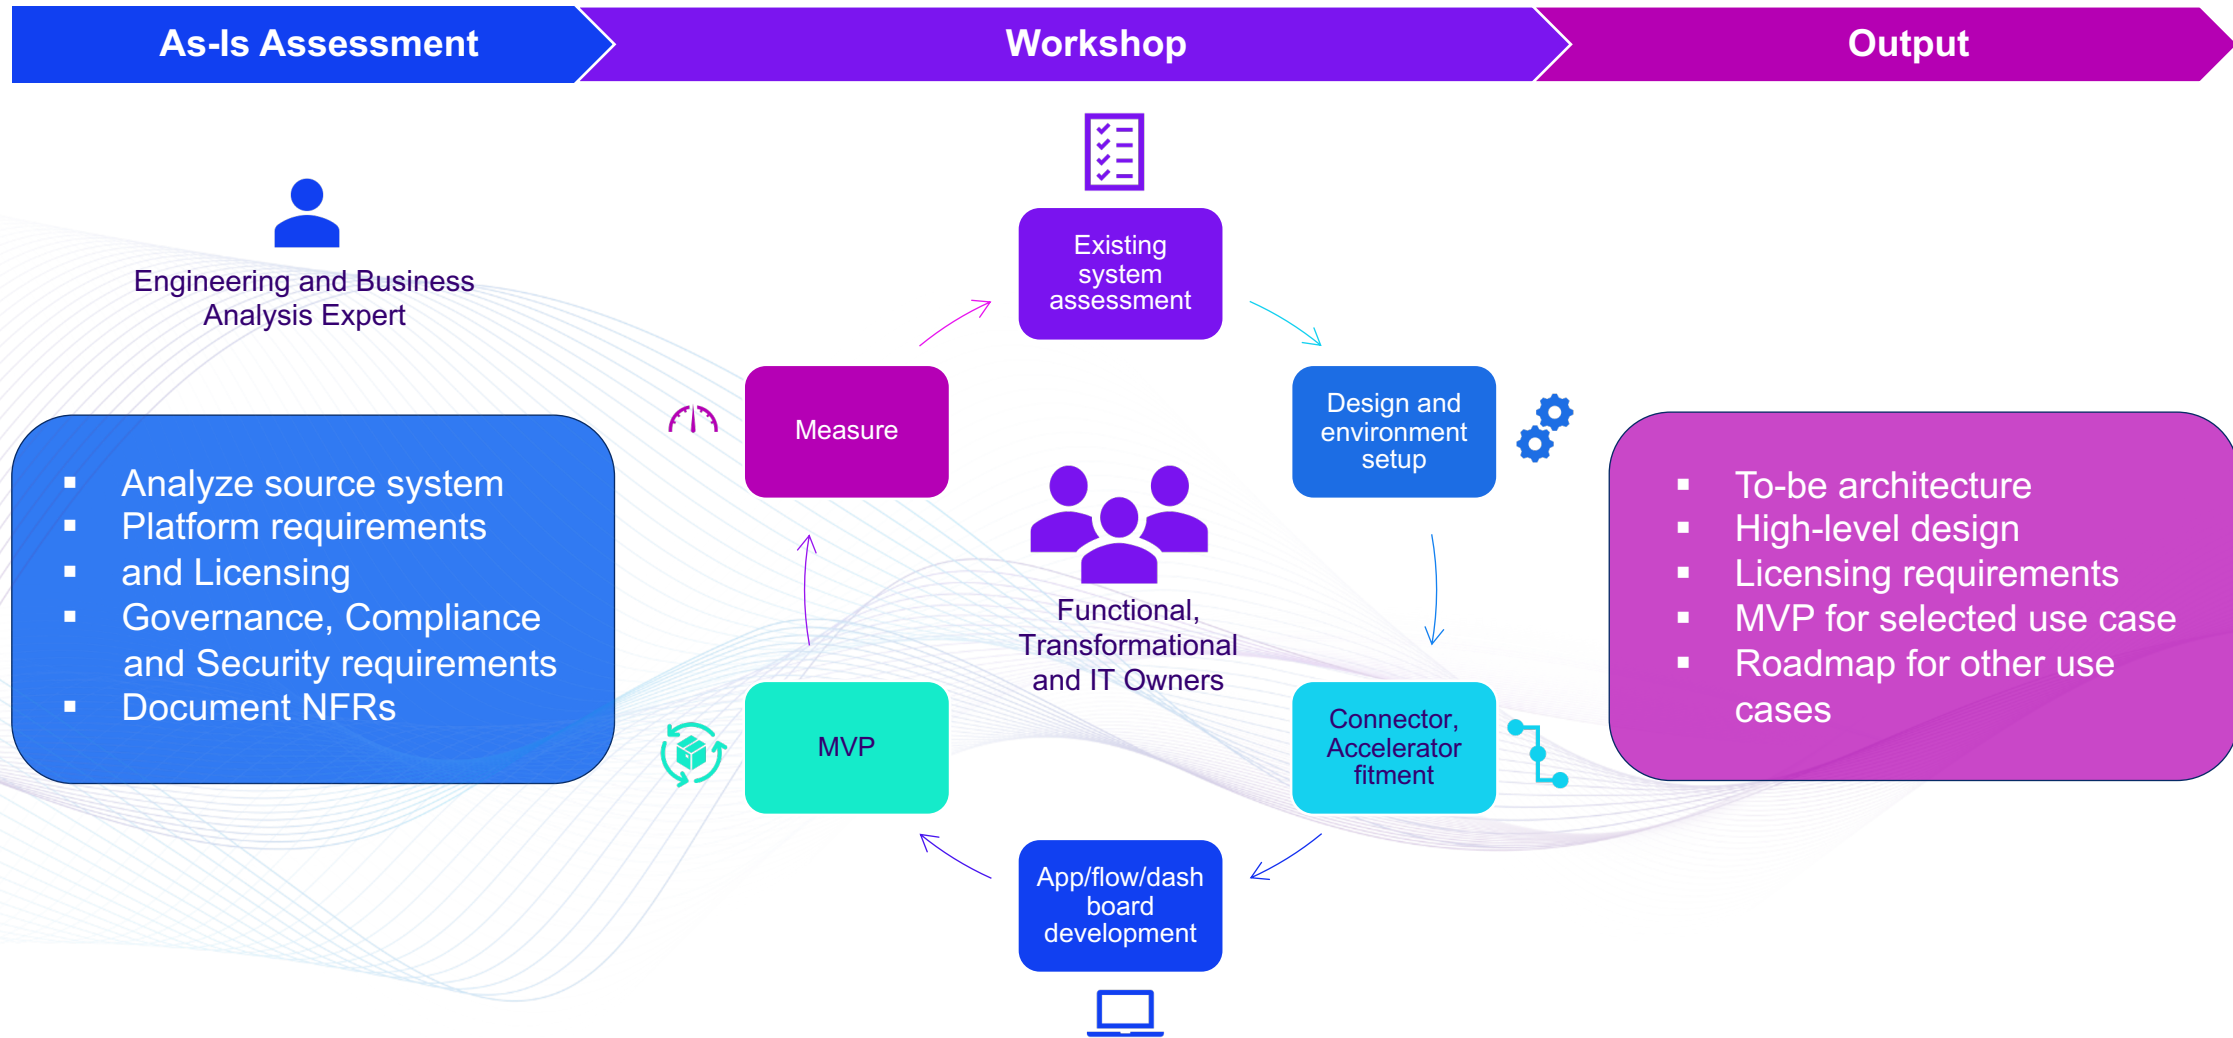 As-Is Assessment
Workshop
Output
Engineering and Business
Analysis Expert
▪ Analyze source system
▪ Platform requirements
▪ and Licensing
▪ Governance, Compliance
and Security requirements
▪ Document NFRs
Existing
system
assessment
Design and
environment
setup
Connector,
Accelerator
fitment
App/flow/dash
board
development
MVP
Measure
Functional,
Transformational
and IT Owners
▪ To-be architecture
▪ High-level design
▪ Licensing requirements
▪ MVP for selected use case
▪ Roadmap for other use
cases